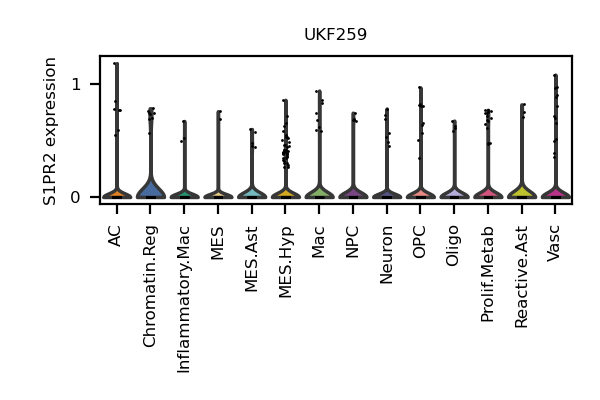 UKF259
S1PR2 expression
1
0
AC
Chromatin.Reg
Inflammatory.Mac
MES
MES.Ast
MES.Hyp
Mac
NPC
Neuron
OPC
Oligo
Prolif.Metab
Reactive.Ast
Vasc